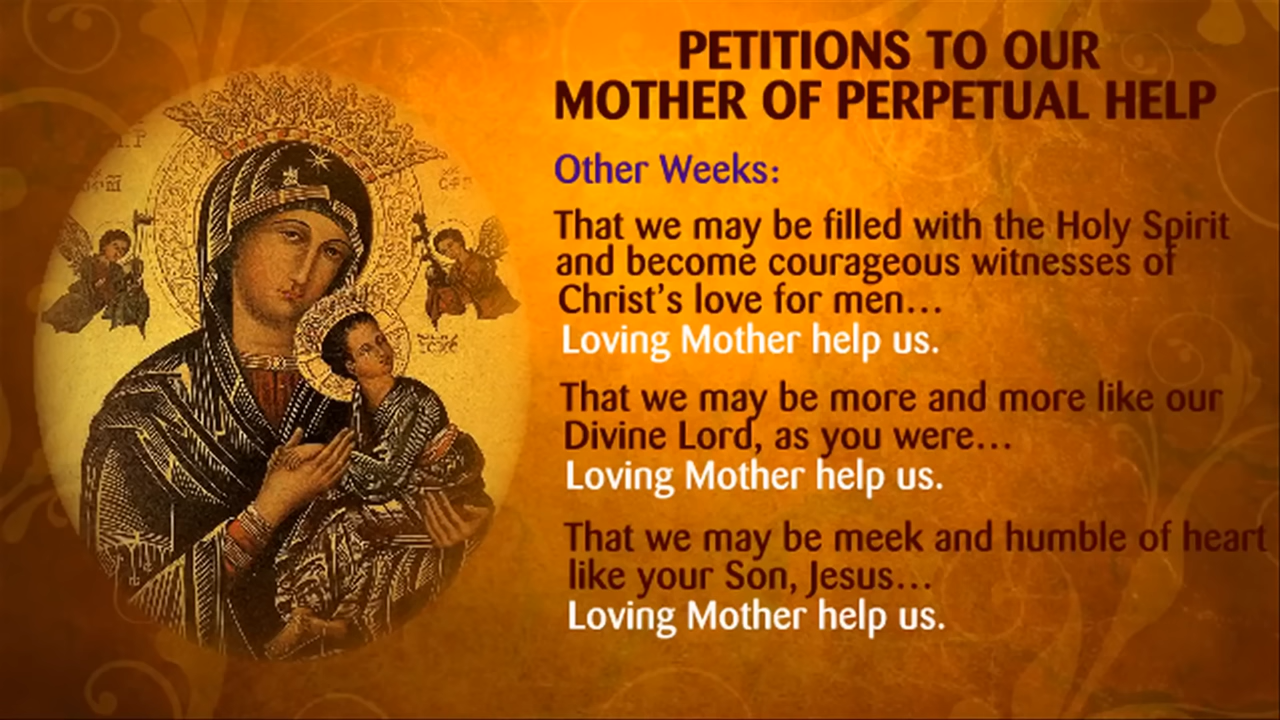 PETITIONS TO OUR
MOTHER OF PERPETUAL HELP
Other Weeks:
That we may be filled with the Holy Spirit
and become courageous witnesses of
Christ's love for men...
Loving Mother help us.
That we may be more and more like our
Divine Lord, as you were...
Loving Mother help us.
That we may be meek and humble of heart
like your Son, Jesus...
Loving Mother help us.